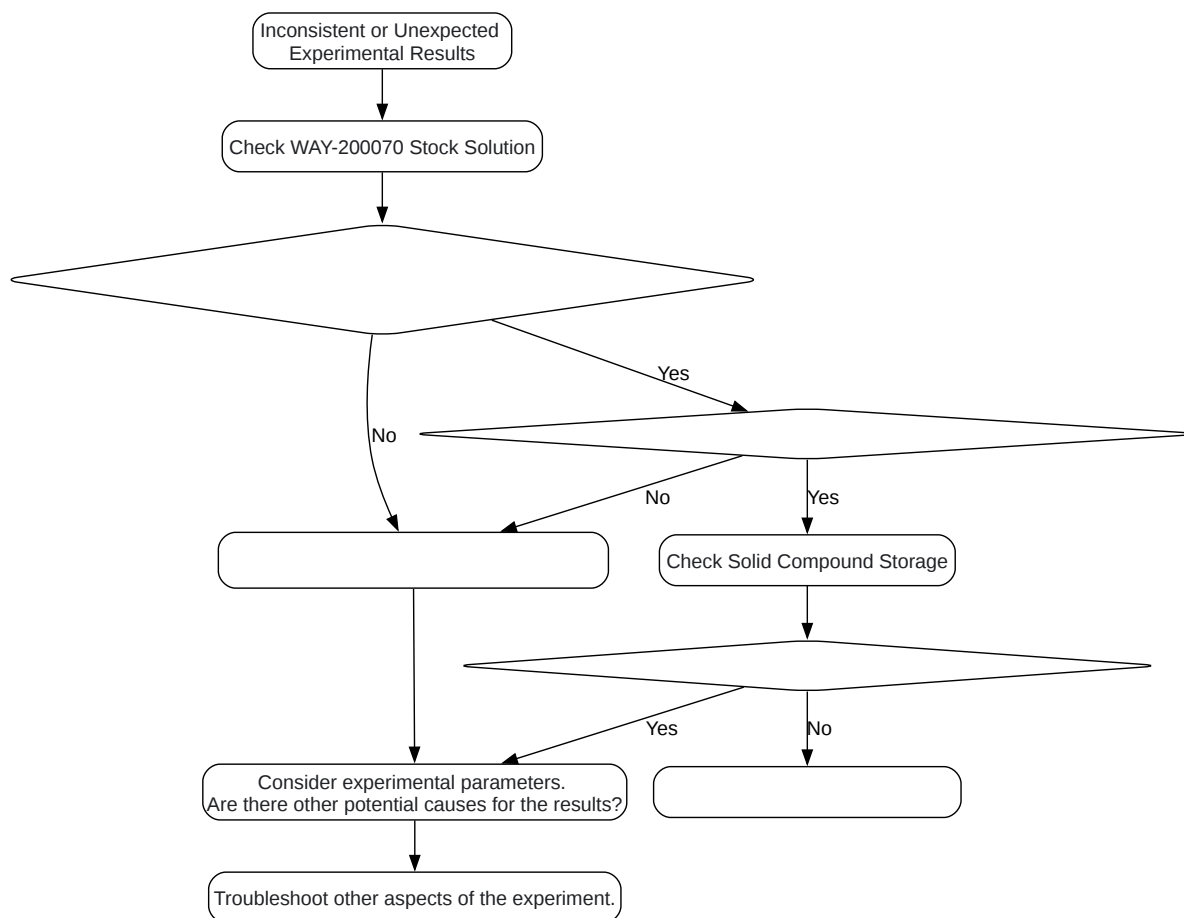 Inconsistent or Unexpected
Experimental Results
Check WAY-200070 Stock Solution
Yes
No
No
Yes
Check Solid Compound Storage
Yes
No
Consider experimental parameters.
Are there other potential causes for the results?
Troubleshoot other aspects of the experiment.